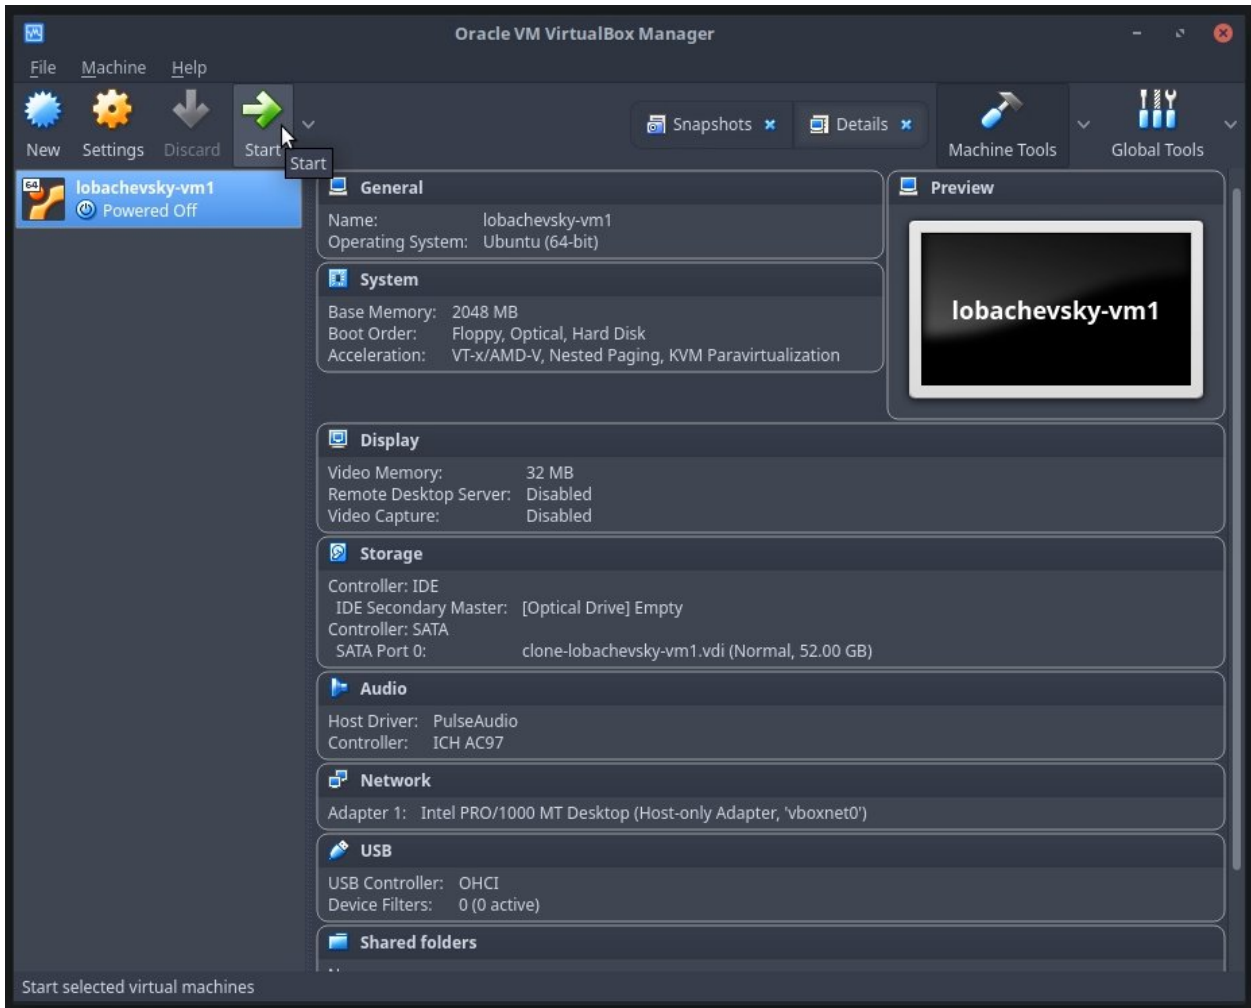 Oracle VM VirtualBox Manager
File Machine Help
New Settings Discard Start
Start
Snapshots Details
Machine Tools Global Tools
64
lobachevsky-vm1
Powered Off
General
Name: lobachevsky-vm1
Operating System: Ubuntu (64-bit)
System
Base Memory: 2048 MB
Boot Order: Floppy, Optical, Hard Disk
Acceleration: VT-x/AMD-V, Nested Paging, KVM Paravirtualization
Preview
lobachevsky-vm1
Display
Video Memory: 32 MB
Remote Desktop Server: Disabled
Video Capture: Disabled
Storage
Controller: IDE
IDE Secondary Master: [Optical Drive] Empty
Controller: SATA
SATA Port 0: clone-lobachevsky-vm1.vdi (Normal, 52.00 GB)
Audio
Host Driver: PulseAudio
Controller: ICH AC97
Network
Adapter 1: Intel PRO/1000 MT Desktop (Host-only Adapter, 'vboxnet0')
USB
USB Controller: OHCI
Device Filters: 0 (0 active)
Shared folders
Start selected virtual machines